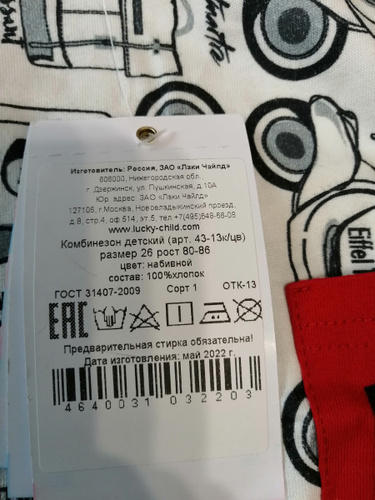 Изготовитель: Россия, ЗАО «Лаки Чайлд»
606000, Нижегородская обл.,
г. Дзержинск, ул. Пушкинская, д.10А
Юр. адрес: ЗАО «Лаки Чайлд»
127106, г.Москва, Нововладыкинский проезд,
д.8, стр.4, оф.514, эт.5, тел +7(495)648-66-08
www.lucky-child.com
Комбинезон детский (арт. 43-13к/цв)
размер 26 рост 80-86
цвет: набивной
состав: 100%хлопок
ГОСТ 31407-2009 Сорт 1 ОТК-13
EAC
Предварительная стирка обязательна!
Дата изготовления: май 2022 г.
4640031032203
Eiffel